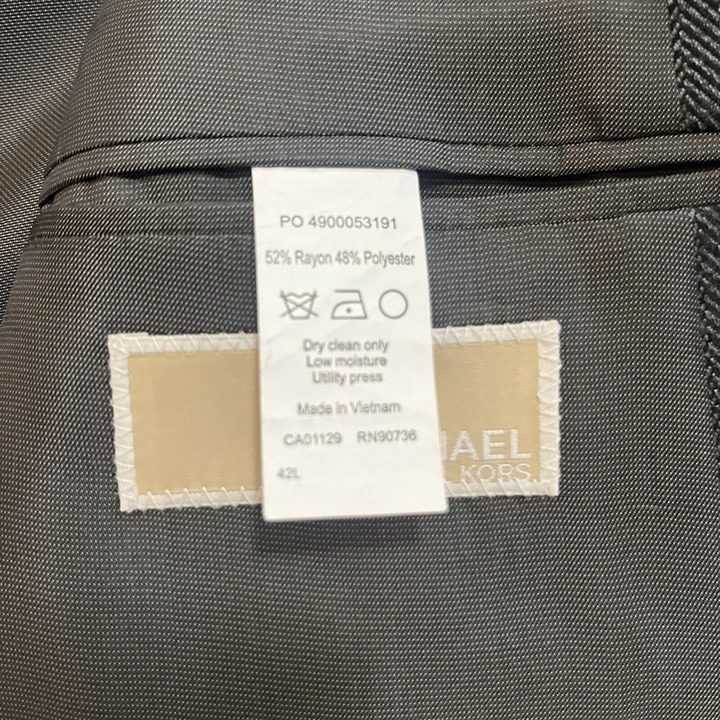 PO 4900053191
52% Rayon 48% Polyester
Dry clean only
Low moisture
Utility press
Made in Vietnam
CA01129 RN90736
42L
HAEL
KORS